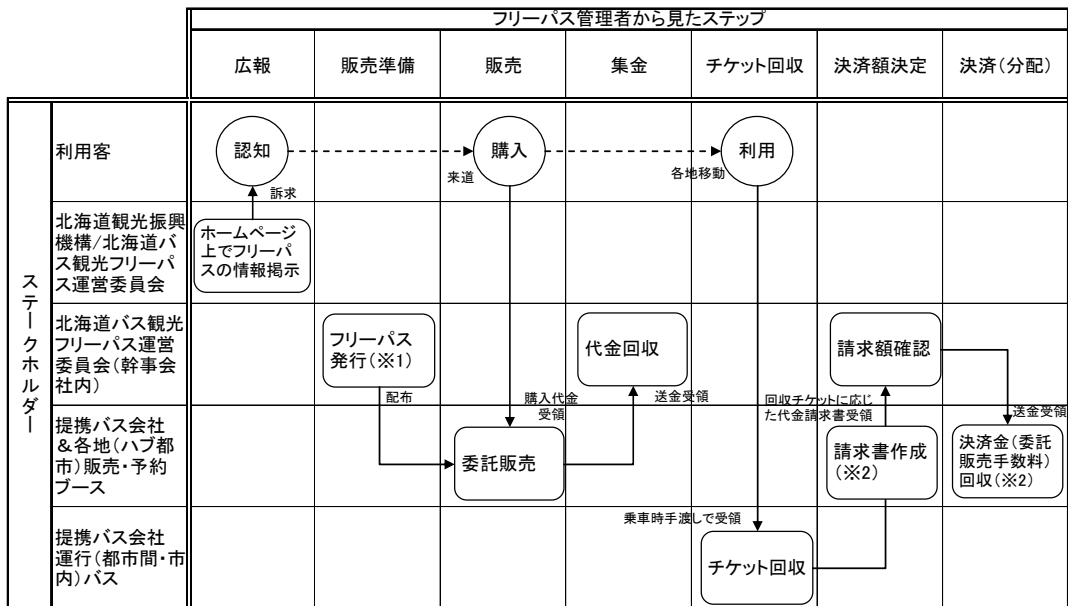 フリーパス管理者から見たステップ
広報
販売準備
販売
集金
チケット回収
決済額決定
決済(分配)
ステークホルダー
利用客
認知
購入
利用
訴求
来道
各地移動
北海道観光振興
機構/北海道バ
ス観光フリーパ
ス運営委員会
ホームページ
上でフリーパ
スの情報掲示
北海道バス観光
フリーパス運営
委員会(幹事会
社内)
フリーパス
発行(※1)
代金回収
請求額確認
配布
購入代金
受領
送金受領
回収チケットに応じ
た代金請求書受領
送金受領
提携バス会社
&各地(ハブ都
市)販売・予約
ブース
委託販売
請求書作成
(※2)
決済金(委託
販売手数料)
回収(※2)
乗車時手渡しで受領
提携バス会社
運行(都市間・市
内)バス
チケット回収